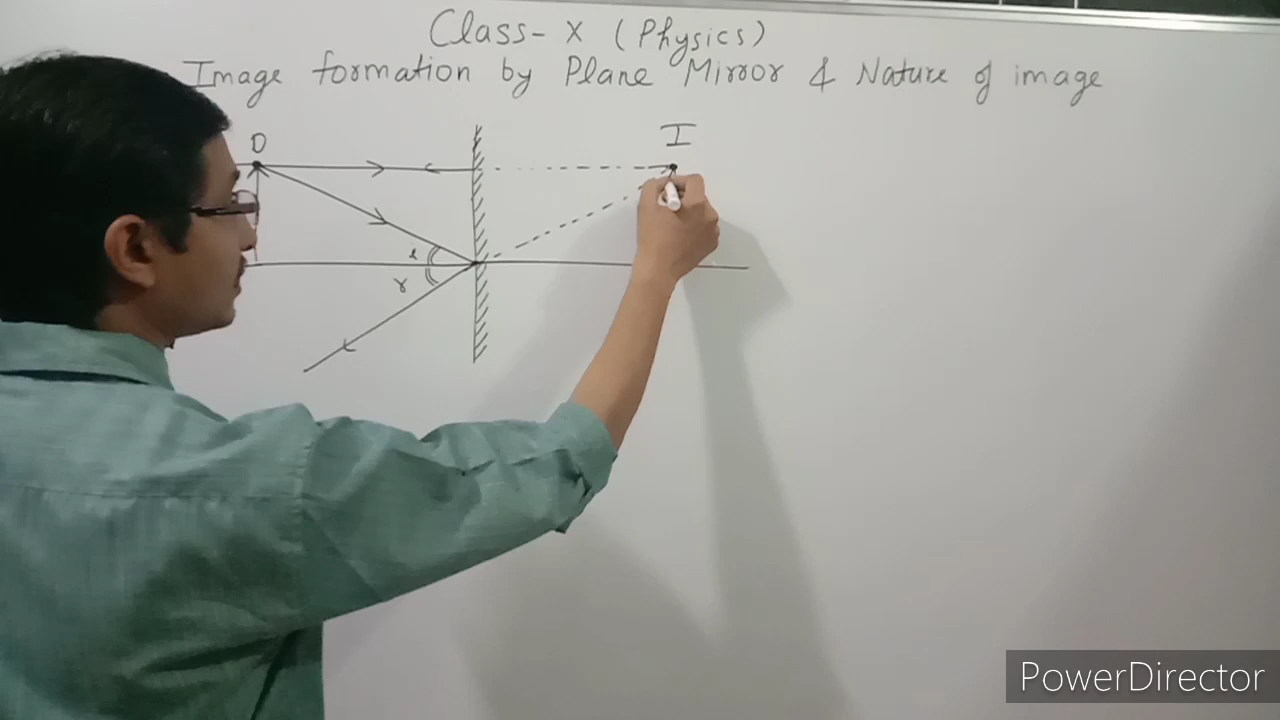 Class- X (Physics)
Image formation by Plane Mirror & Nature of image
O
I
i
r
PowerDirector